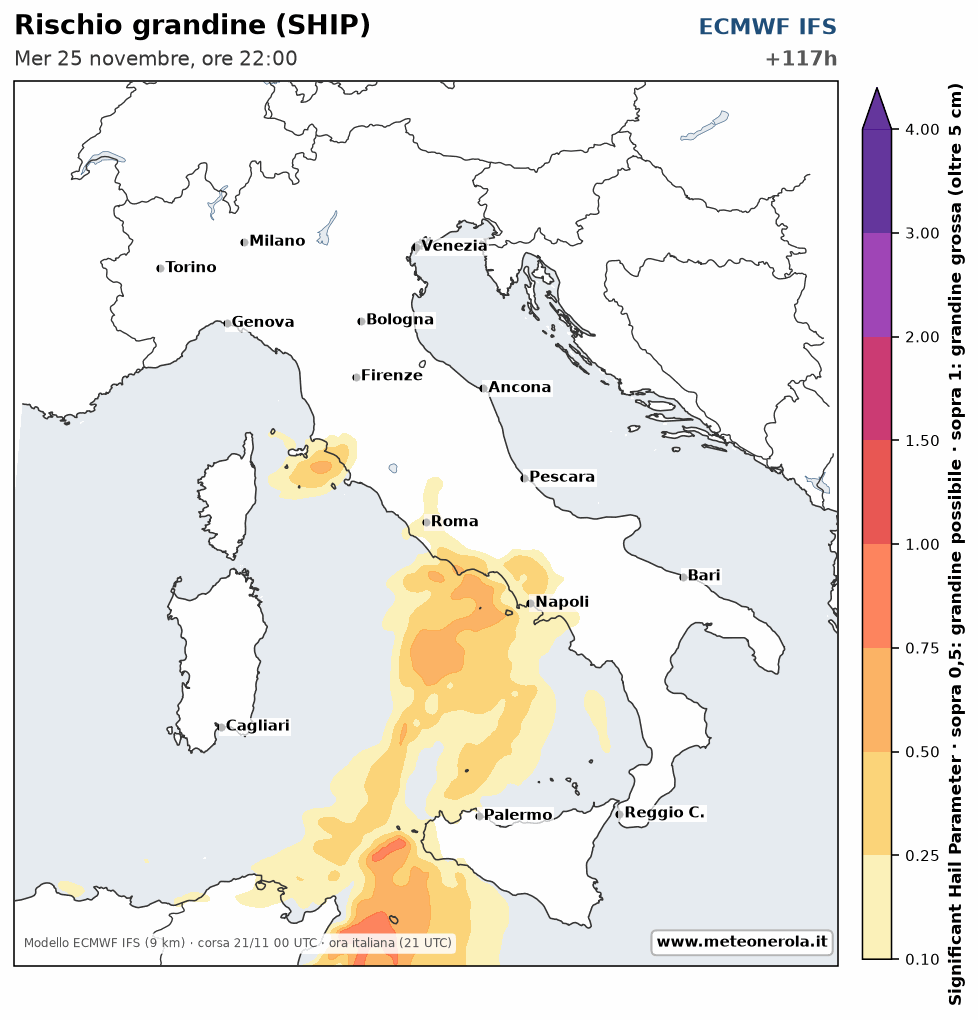 Rischio grandine (SHIP)
ECMWF IFS
Mer 25 novembre, ore 22:00
+117h
Milano
Venezia
Torino
Genova
Bologna
Firenze
Ancona
Pescara
Roma
Bari
Napoli
Cagliari
Palermo
Reggio C.
Modello ECMWF IFS (9 km) · corsa 21/11 00 UTC · ora italiana (21 UTC)
www.meteonerola.it
4.00
3.00
2.00
1.50
1.00
0.75
0.50
0.25
0.10
Significant Hail Parameter · sopra 0,5: grandine possibile · sopra 1: grandine grossa (oltre 5 cm)